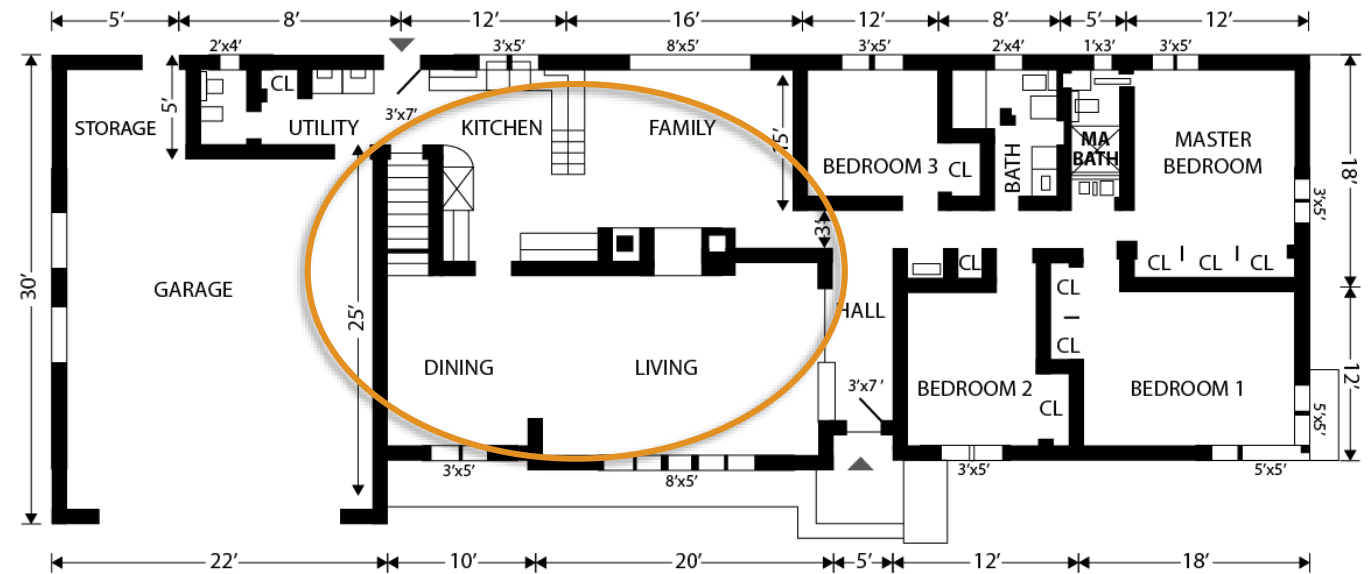 5′ 8′ 12′ 16′ 12′ 8′ 5′ 12′
2′x4′ 3′x5′ 8′x5′ 3′x5′ 2′x4′ 1′x3′ 3′x5′
CL
5′
3′x7′
STORAGE UTILITY KITCHEN FAMILY
15′
BEDROOM 3 CL BATH
MA
BATH
MASTER
BEDROOM
18′
3′x5′
3′
CL CL CL CL
30′
GARAGE
25′
HALL
CL
CL
DINING LIVING
3′x7′
BEDROOM 2 CL BEDROOM 1
12′
5′x5′
3′x5′ 8′x5′ 3′x5′ 5′x5′
22′ 10′ 20′ 5′ 12′ 18′